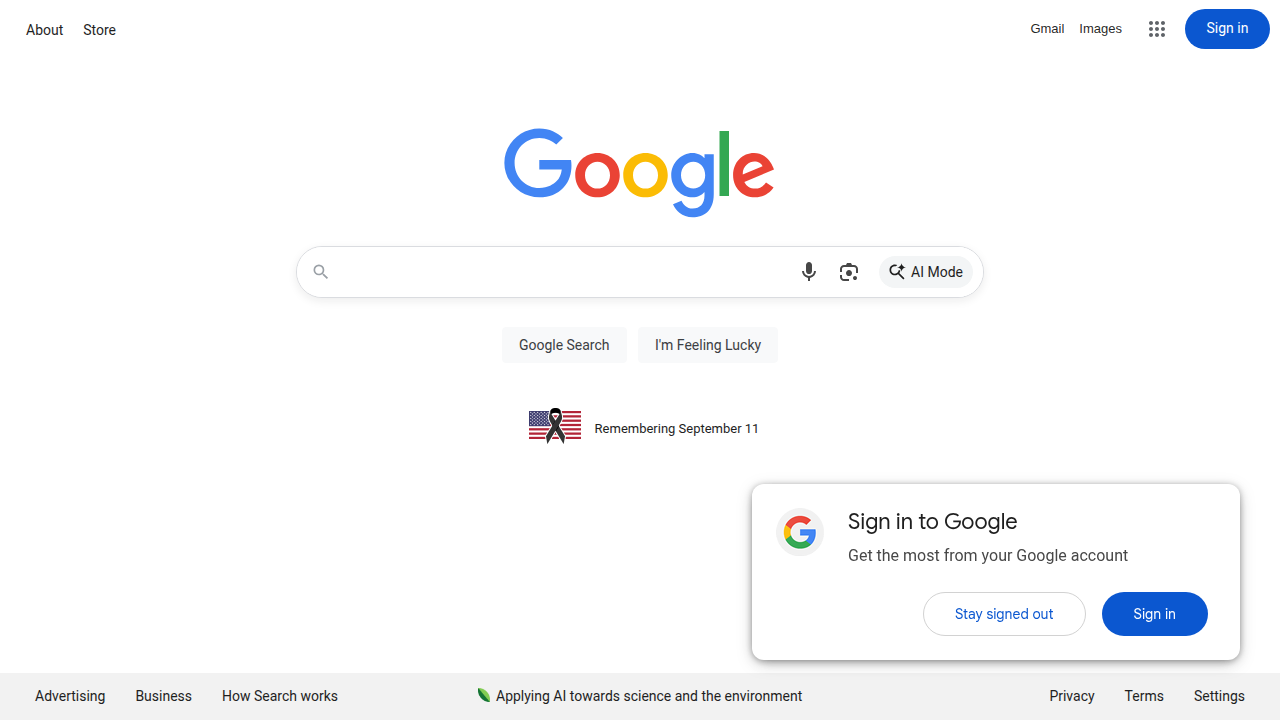 About Store
Gmail Images Sign in
Google
AI Mode
Google Search I'm Feeling Lucky
Remembering September 11
Sign in to Google
Get the most from your Google account
Stay signed out Sign in
Advertising Business How Search works Applying AI towards science and the environment Privacy Terms Settings